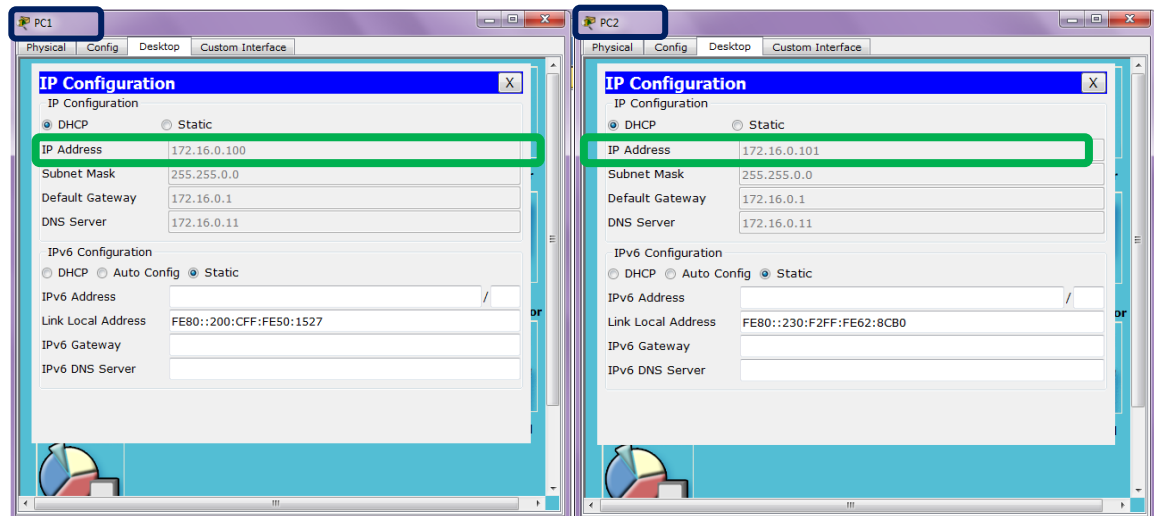 PC1
Physical Config Desktop Custom Interface
IP Configuration X
IP Configuration
DHCP Static
IP Address 172.16.0.100
Subnet Mask 255.255.0.0
Default Gateway 172.16.0.1
DNS Server 172.16.0.11
IPv6 Configuration
DHCP Auto Config Static
IPv6 Address /
Link Local Address FE80::200:CFF:FE50:1527
IPv6 Gateway
IPv6 DNS Server
or
PC2
Physical Config Desktop Custom Interface
IP Configuration X
IP Configuration
DHCP Static
IP Address 172.16.0.101
Subnet Mask 255.255.0.0
Default Gateway 172.16.0.1
DNS Server 172.16.0.11
IPv6 Configuration
DHCP Auto Config Static
IPv6 Address /
Link Local Address FE80::230:F2FF:FE62:8CB0
IPv6 Gateway
IPv6 DNS Server
or